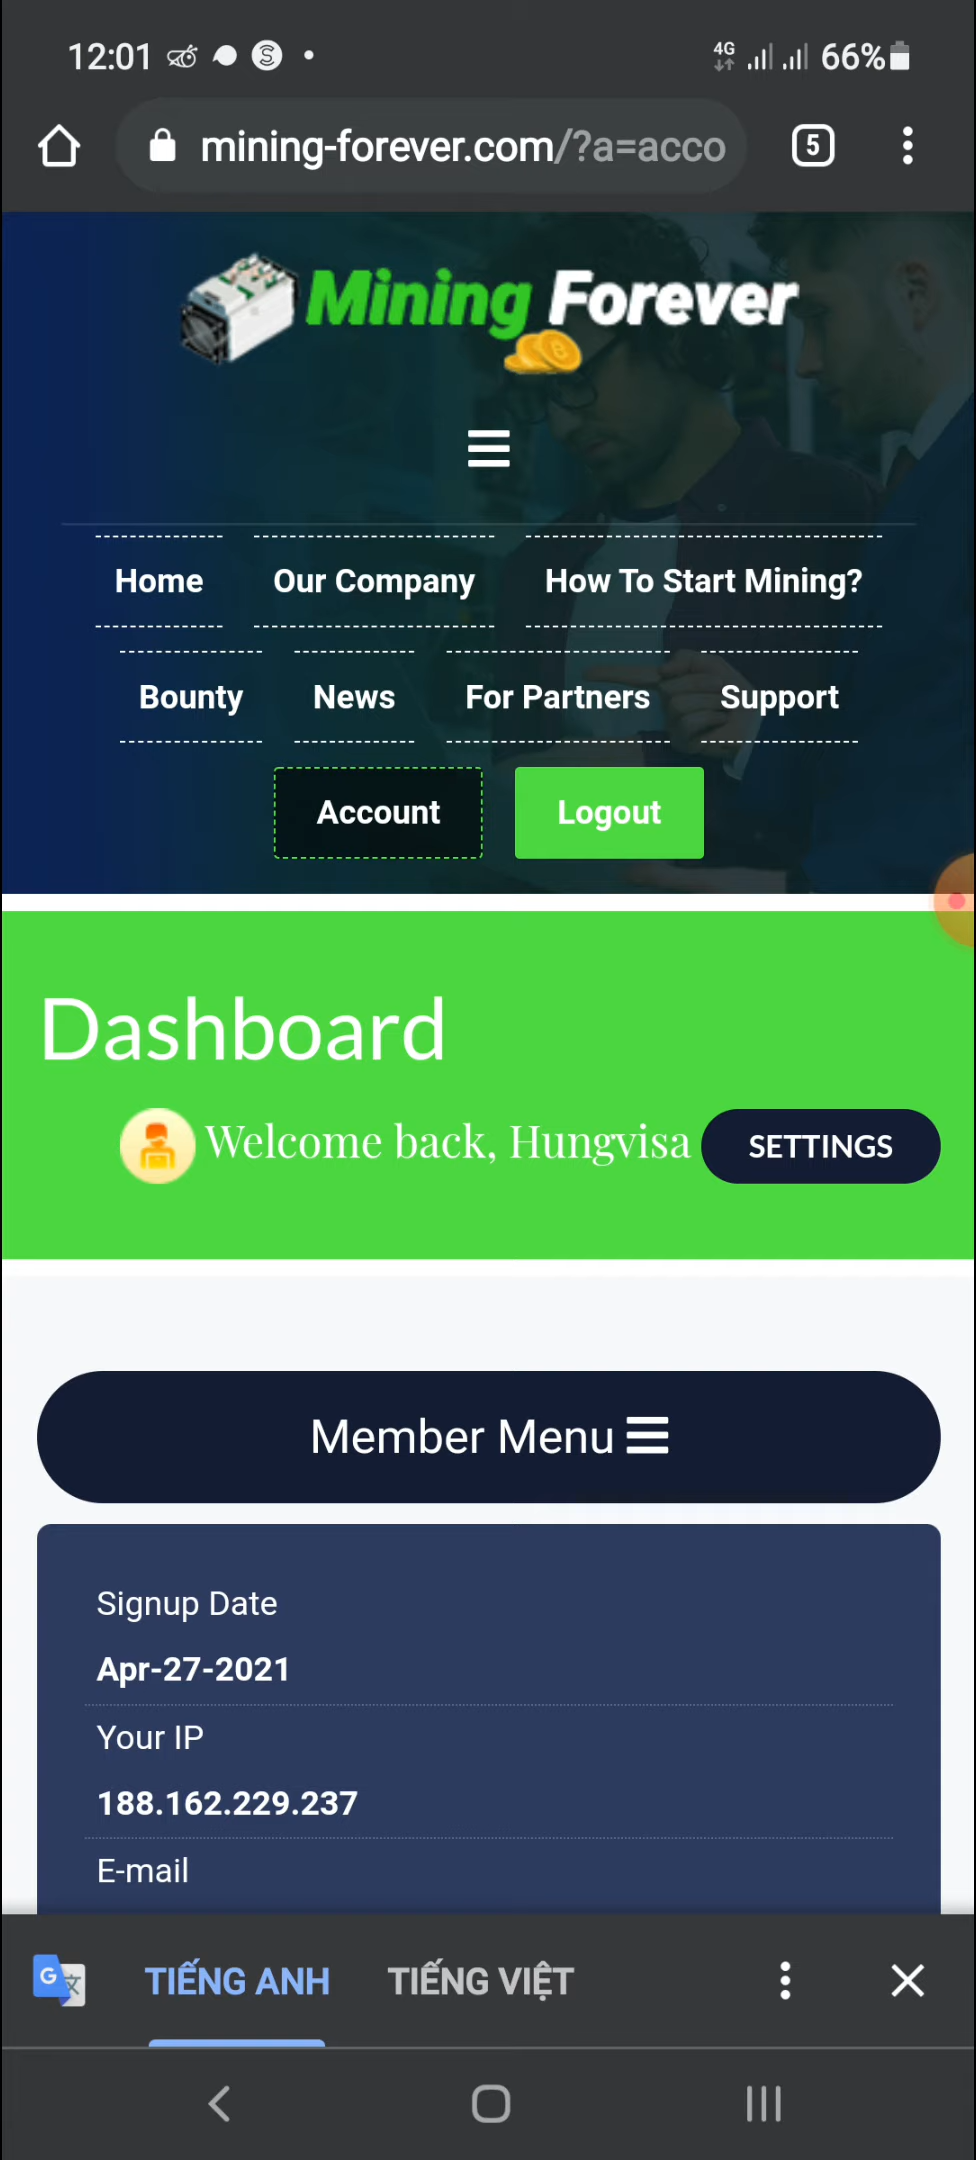 12:01
4G 66%
mining-forever.com/?a=acco 5
Mining Forever
Home Our Company How To Start Mining?
Bounty News For Partners Support
Account Logout
Dashboard
Welcome back, Hungvisa SETTINGS
Member Menu
Signup Date
Apr-27-2021
Your IP
188.162.229.237
E-mail
TIẾNG ANH TIẾNG VIỆT